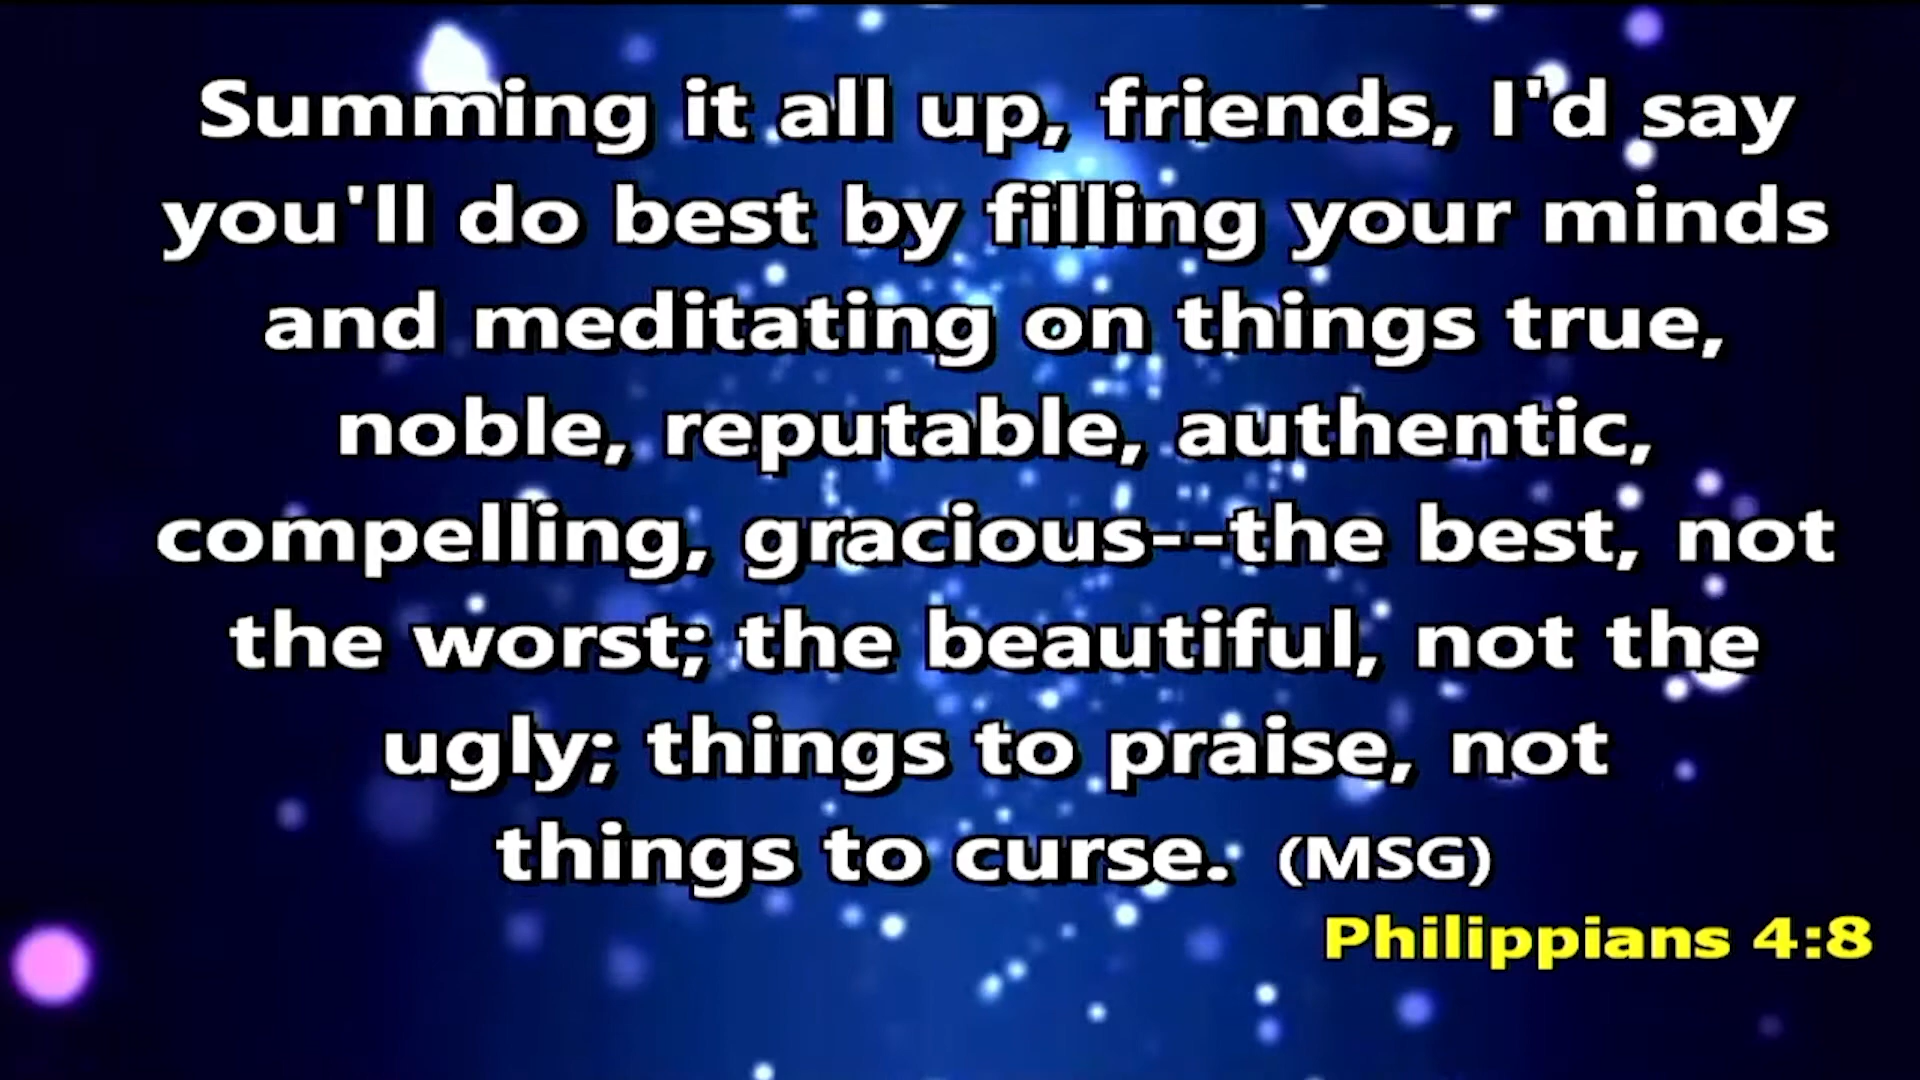 Summing it all up, friends, I'd say
you'll do best by filling your minds
and meditating on things true,
noble, reputable, authentic,
compelling, gracious--the best, not
the worst; the beautiful, not the
ugly; things to praise, not
things to curse. (MSG)
Philippians 4:8